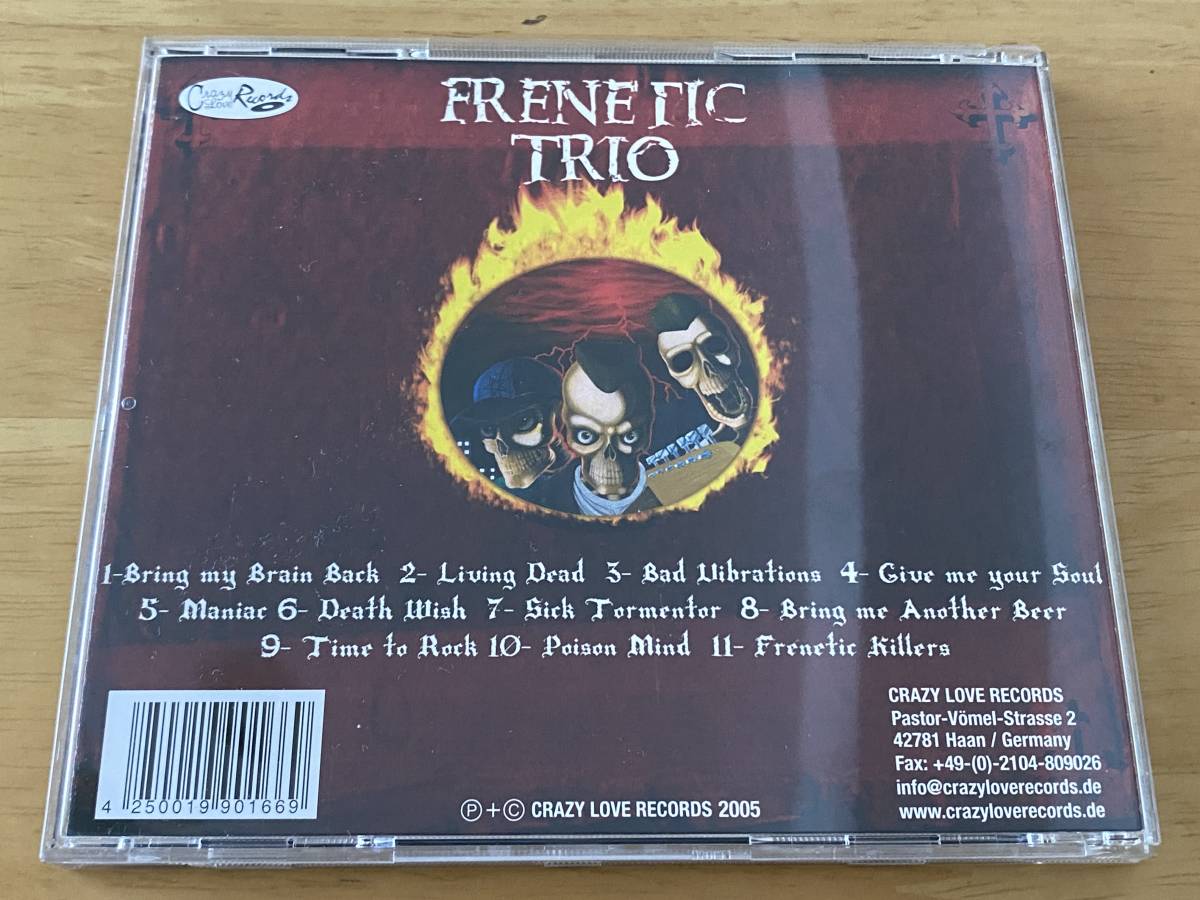 Crazy Love Records
FRENETIC
TRIO
1-Bring my Brain Back 2- Living Dead 3- Bad Vibrations 4- Give me your Soul
5- Maniac 6- Death Wish 7- Sick Tormentor 8- Bring me Another Beer
9- Time to Rock 10- Poison Mind 11- Frenetic Killers
CRAZY LOVE RECORDS
Pastor-Vömel-Strasse 2
42781 Haan / Germany
Fax: +49-(0)-2104-809026
info@crazyloverecords.de
www.crazyloverecords.de
4 250019 901669
Ⓟ+© CRAZY LOVE RECORDS 2005